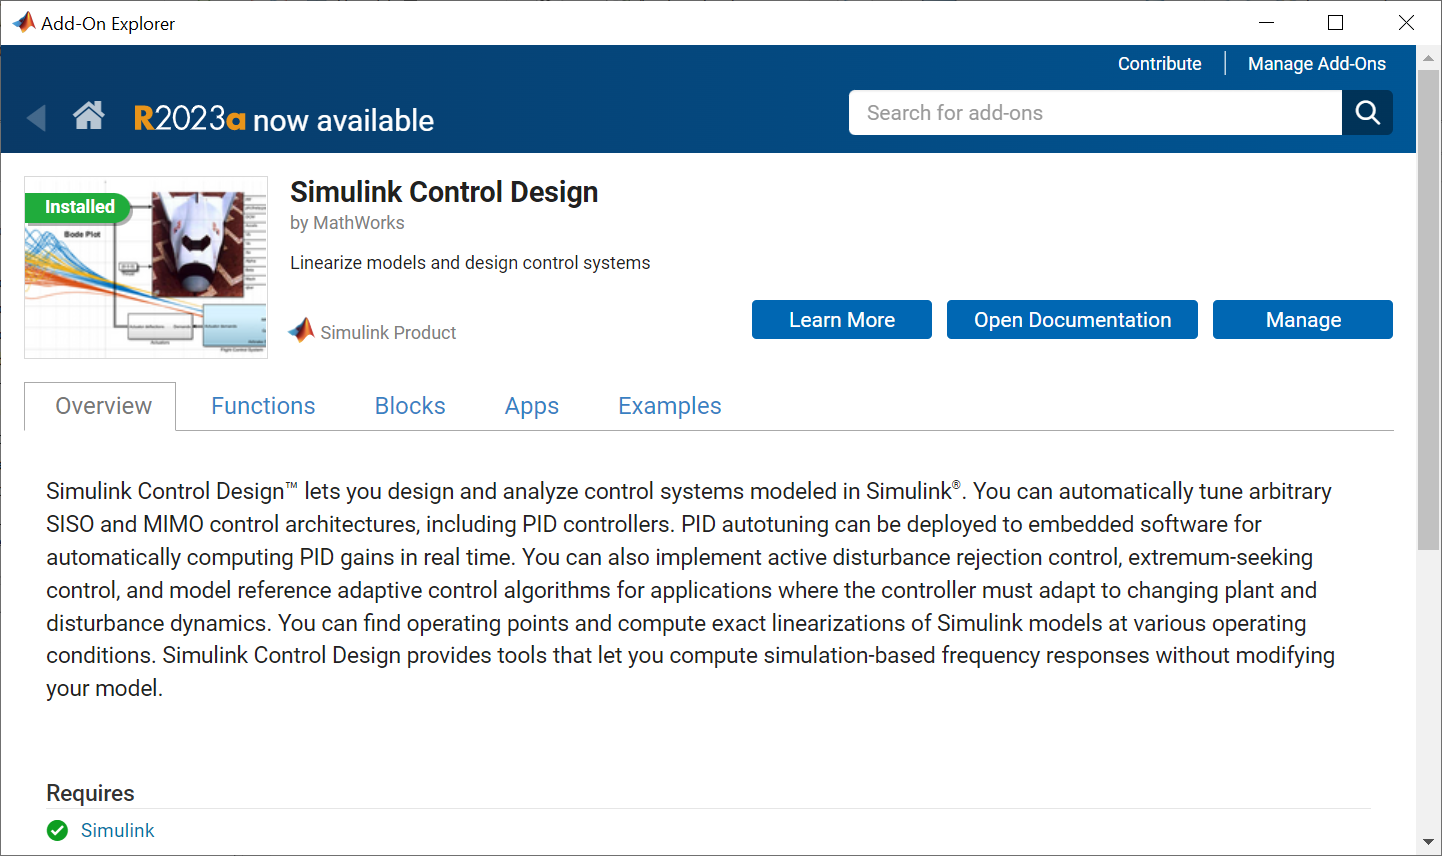 Add-On Explorer
Contribute
Manage Add-Ons
R2023a now available
Search for add-ons
Installed
Bode Plot
Simulink Control Design
by MathWorks
Linearize models and design control systems
Simulink Product
Learn More
Open Documentation
Manage
Overview
Functions
Blocks
Apps
Examples
Simulink Control Design™ lets you design and analyze control systems modeled in Simulink®. You can automatically tune arbitrary
SISO and MIMO control architectures, including PID controllers. PID autotuning can be deployed to embedded software for
automatically computing PID gains in real time. You can also implement active disturbance rejection control, extremum-seeking
control, and model reference adaptive control algorithms for applications where the controller must adapt to changing plant and
disturbance dynamics. You can find operating points and compute exact linearizations of Simulink models at various operating
conditions. Simulink Control Design provides tools that let you compute simulation-based frequency responses without modifying
your model.
Requires
Simulink